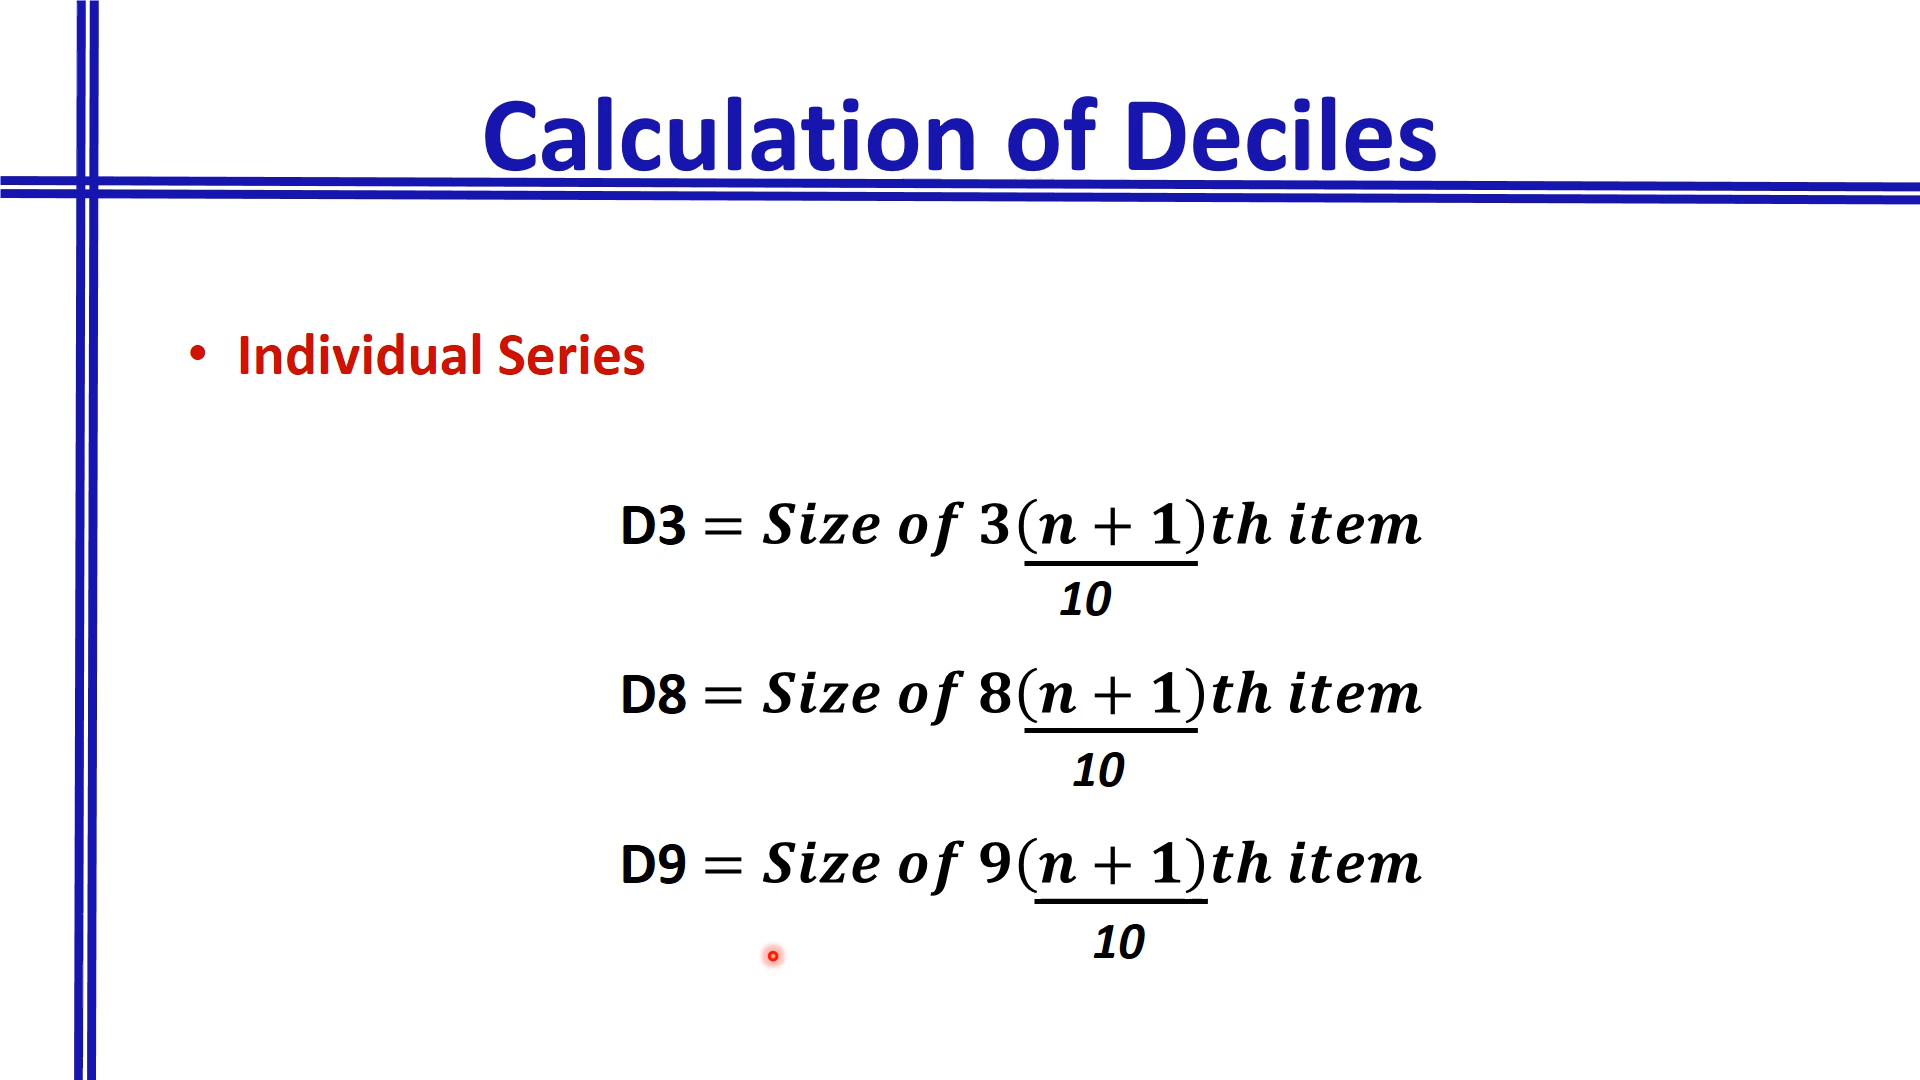 Calculation of Deciles
• Individual Series
D3 = Size of 3(n + 1)th item
10
D8 = Size of 8(n + 1)th item
10
D9 = Size of 9(n + 1)th item
10